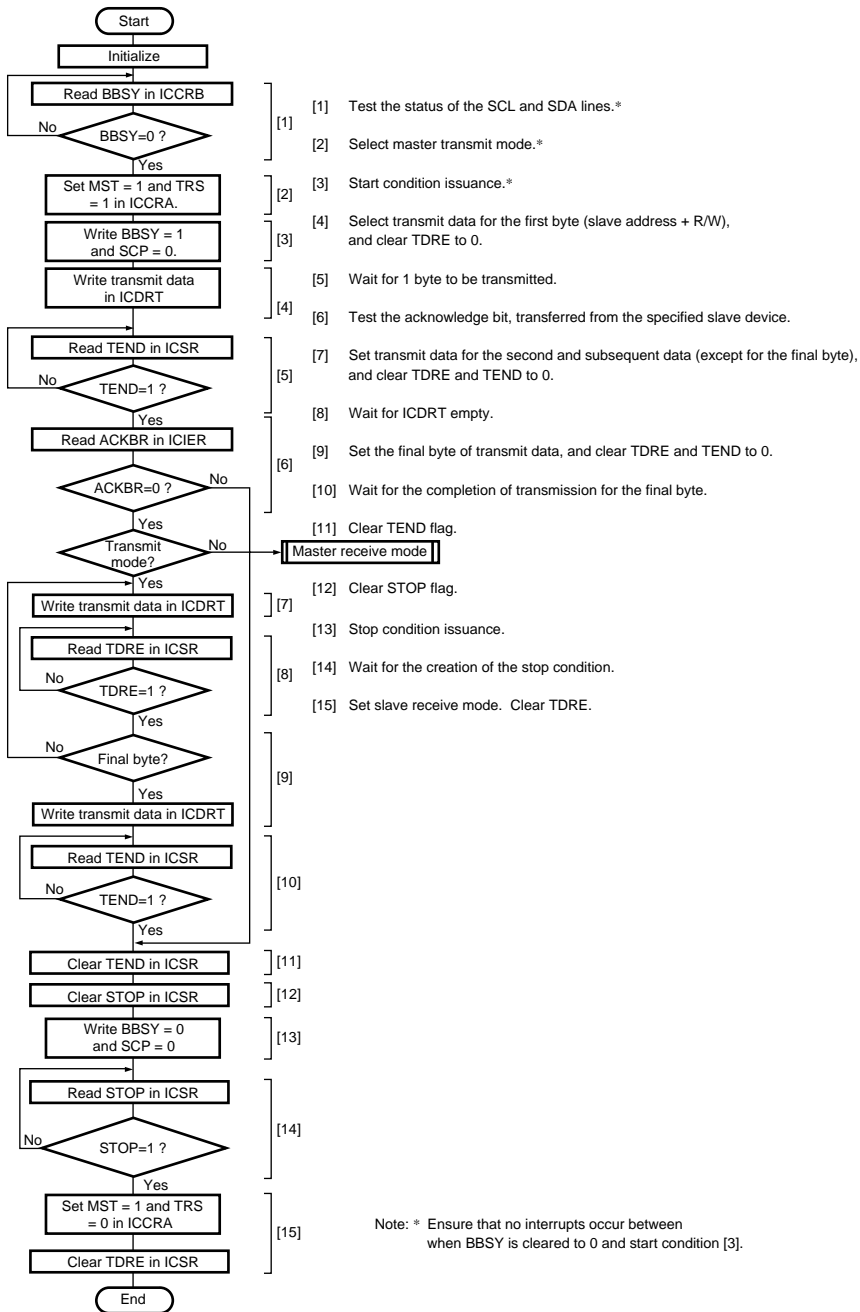 Start
Initialize
Read BBSY in ICCRB
No
BBSY=0 ?
[1]
Yes
Set MST = 1 and TRS
= 1 in ICCRA.
[2]
Write BBSY = 1
and SCP = 0.
[3]
Write transmit data
in ICDRT
[4]
Read TEND in ICSR
No
TEND=1 ?
[5]
Yes
Read ACKBR in ICIER
[6]
No
ACKBR=0 ?
Yes
Transmit
mode?
No
Master receive mode
Yes
Write transmit data in ICDRT
[7]
Read TDRE in ICSR
No
TDRE=1 ?
[8]
Yes
No
Final byte?
[9]
Yes
Write transmit data in ICDRT
Read TEND in ICSR
No
TEND=1 ?
[10]
Yes
Clear TEND in ICSR
[11]
Clear STOP in ICSR
[12]
Write BBSY = 0
and SCP = 0
[13]
Read STOP in ICSR
No
STOP=1 ?
[14]
Yes
Set MST = 1 and TRS
= 0 in ICCRA
[15]
Clear TDRE in ICSR
End
[1] Test the status of the SCL and SDA lines.*
[2] Select master transmit mode.*
[3] Start condition issuance.*
[4] Select transmit data for the first byte (slave address + R/W),
and clear TDRE to 0.
[5] Wait for 1 byte to be transmitted.
[6] Test the acknowledge bit, transferred from the specified slave device.
[7] Set transmit data for the second and subsequent data (except for the final byte),
and clear TDRE and TEND to 0.
[8] Wait for ICDRT empty.
[9] Set the final byte of transmit data, and clear TDRE and TEND to 0.
[10] Wait for the completion of transmission for the final byte.
[11] Clear TEND flag.
[12] Clear STOP flag.
[13] Stop condition issuance.
[14] Wait for the creation of the stop condition.
[15] Set slave receive mode. Clear TDRE.
Note: * Ensure that no interrupts occur between
when BBSY is cleared to 0 and start condition [3].